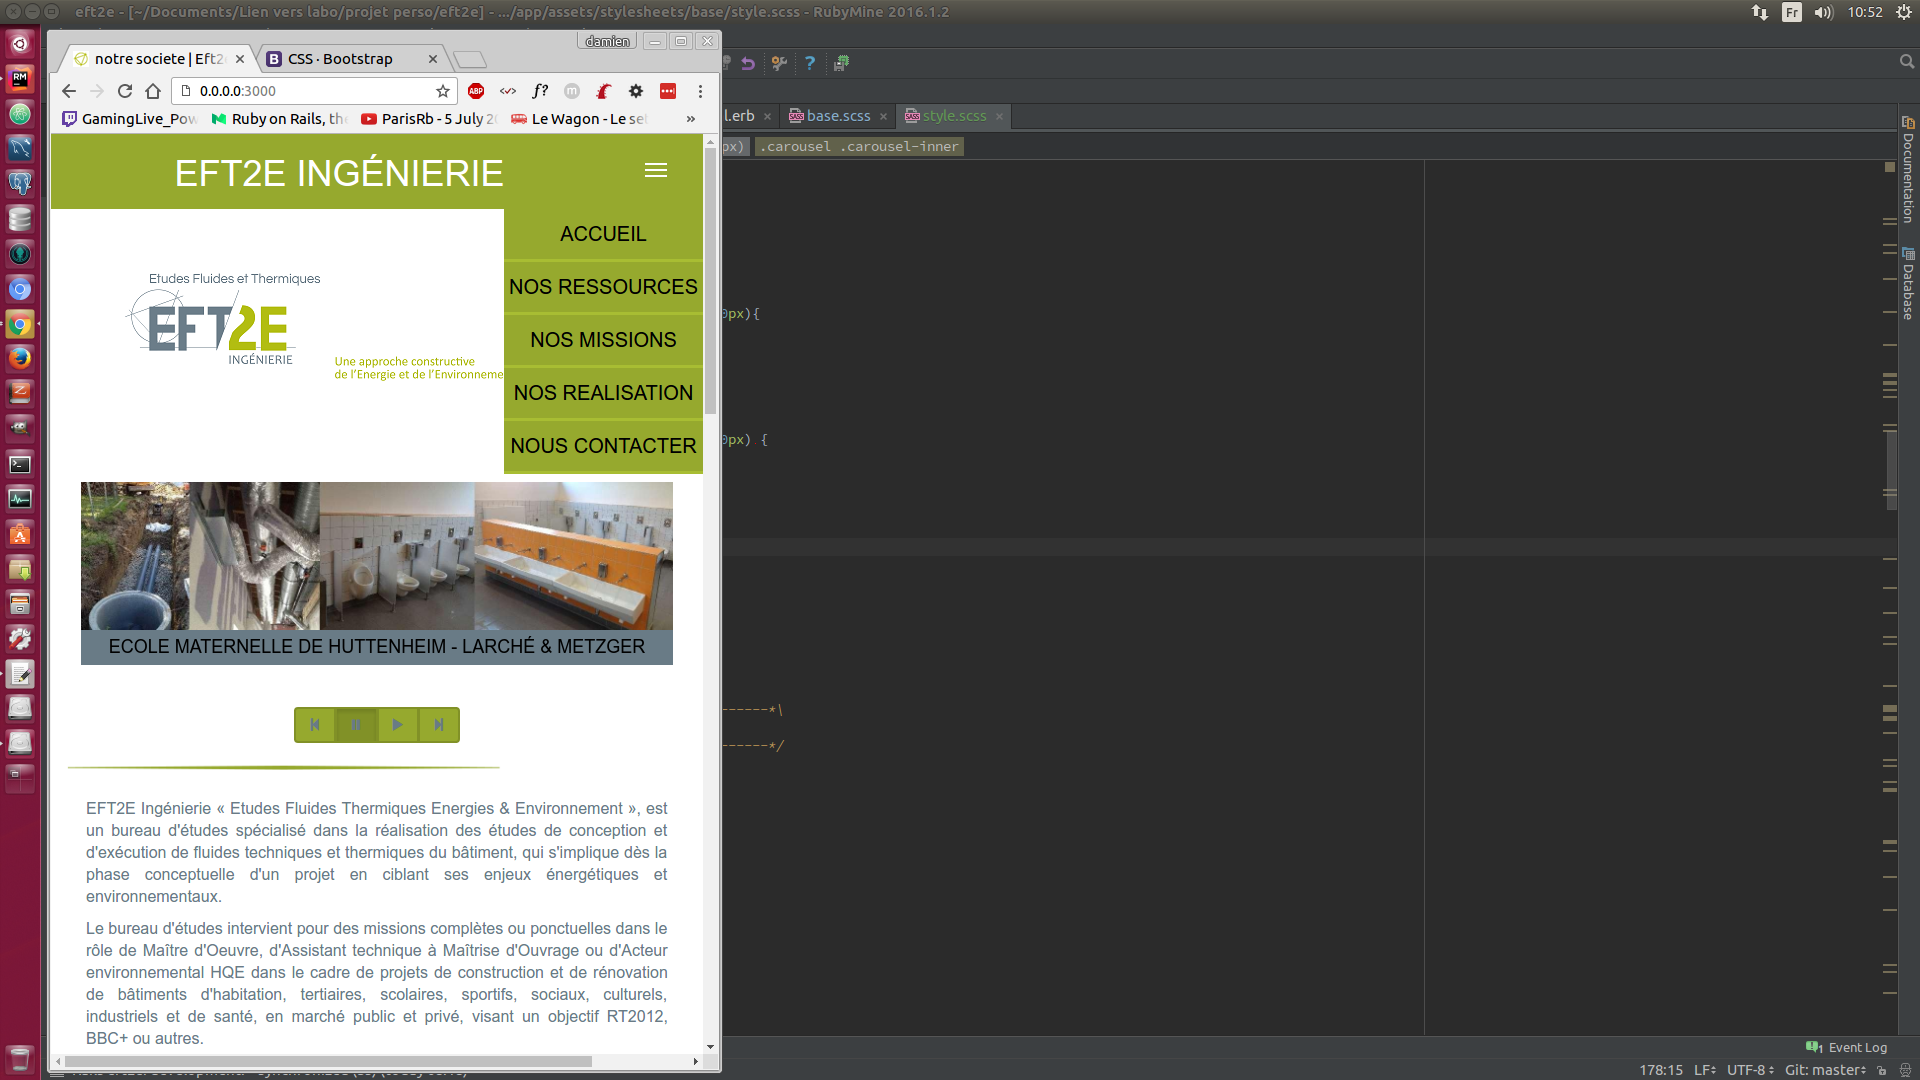 eft2e - [~/Documents/Lien vers labo/projet perso/eft2e] - .../app/assets/stylesheets/base/style.scss - RubyMine 2016.1.2
Fr
10:52
damien
notre societe | Eft2
CSS · Bootstrap
0.0.0.0:3000
ABP
f?
m
GamingLive_Pow
Ruby on Rails, th
ParisRb - 5 July 20
Le Wagon - Le se
»
l.erb
base.scss
style.scss
px)
.carousel .carousel-inner
EFT2E INGÉNIERIE
ACCUEIL
NOS RESSOURCES
NOS MISSIONS
NOS REALISATION
NOUS CONTACTER
Etudes Fluides et Thermiques
EFT2E
INGÉNIERIE
Une approche constructive
de l'Energie et de l'Environneme
ECOLE MATERNELLE DE HUTTENHEIM - LARCHÉ & METZGER
EFT2E Ingénierie « Etudes Fluides Thermiques Energies & Environnement », est
un bureau d'études spécialisé dans la réalisation des études de conception et
d'exécution de fluides techniques et thermiques du bâtiment, qui s'implique dès la
phase conceptuelle d'un projet en ciblant ses enjeux énergétiques et
environnementaux.
Le bureau d'études intervient pour des missions complètes ou ponctuelles dans le
rôle de Maître d'Oeuvre, d'Assistant technique à Maîtrise d'Ouvrage ou d'Acteur
environnemental HQE dans le cadre de projets de construction et de rénovation
de bâtiments d'habitation, tertiaires, scolaires, sportifs, sociaux, culturels,
industriels et de santé, en marché public et privé, visant un objectif RT2012,
BBC+ ou autres.
px){
px) {
------*\
------*/
Documentation
Database
1 Event Log
178:15 LF UTF-8 Git: master